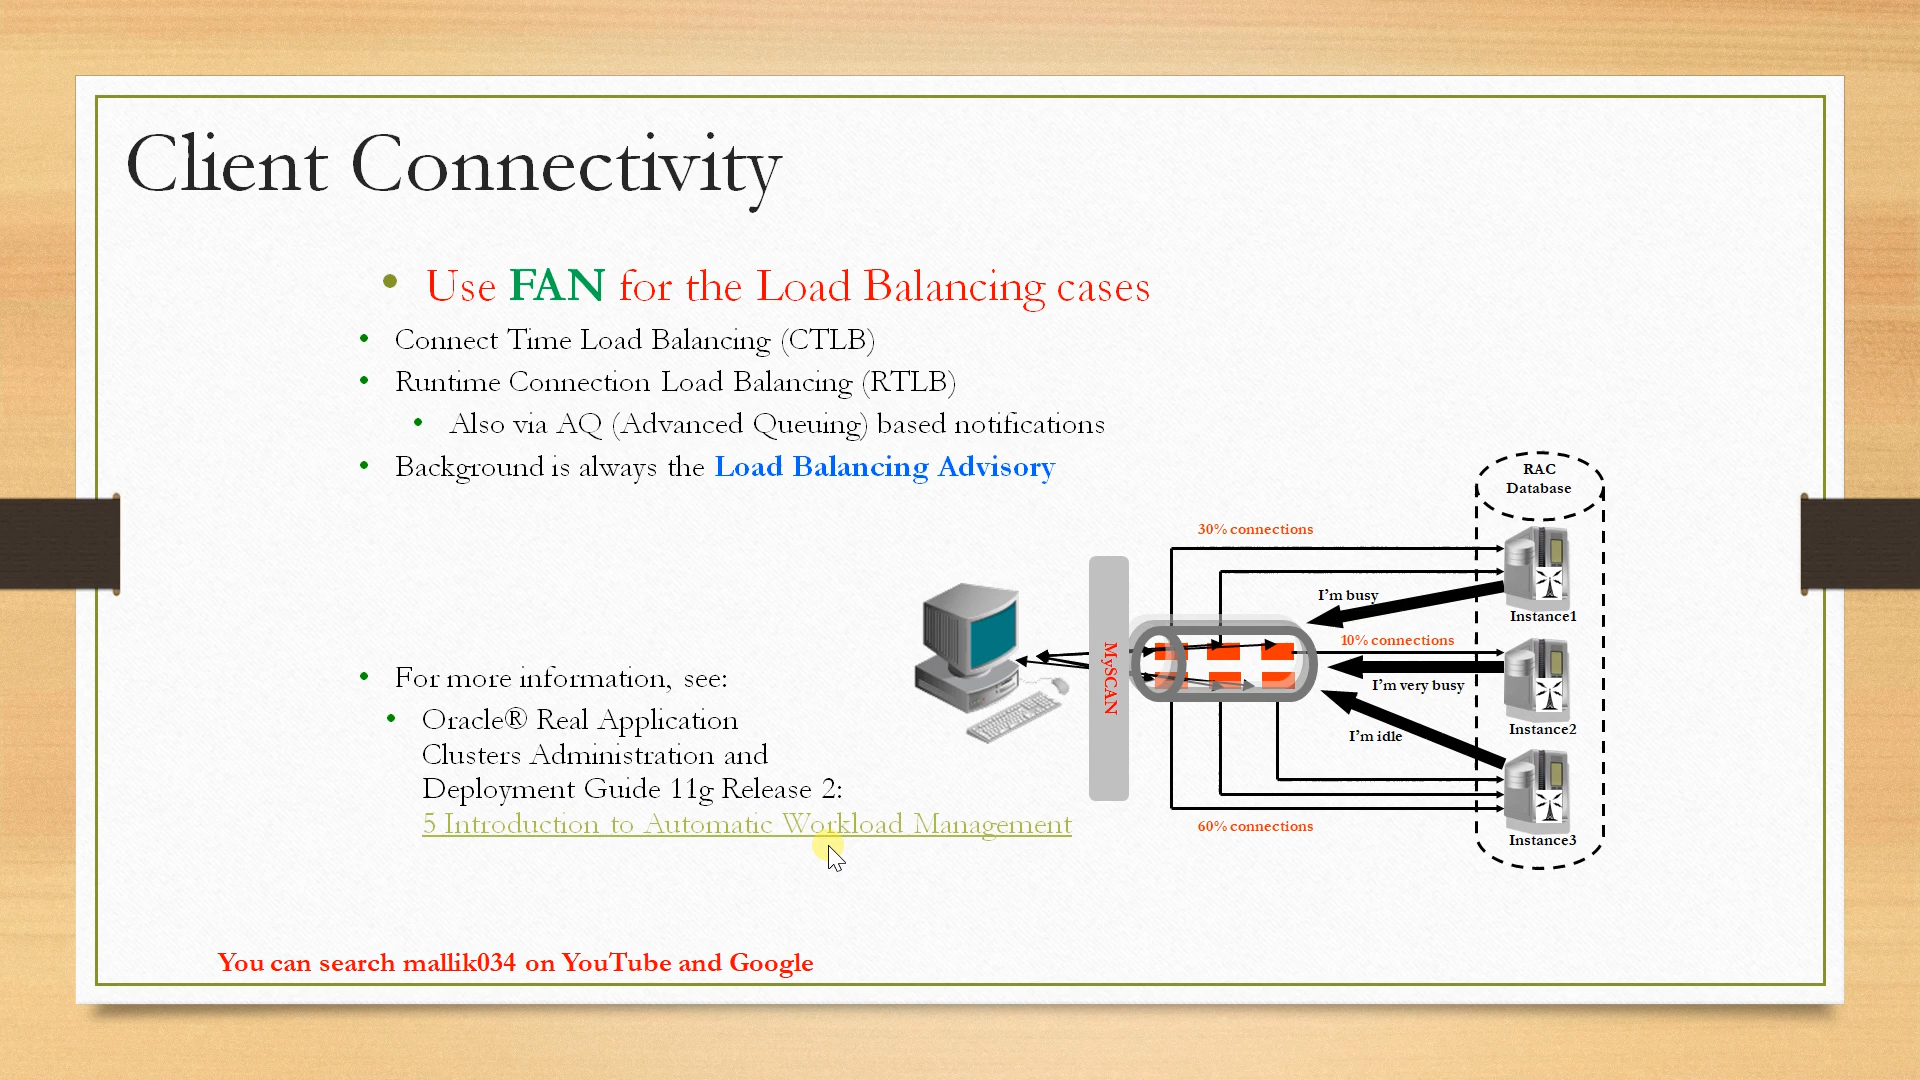 Client Connectivity
Use FAN for the Load Balancing cases
Connect Time Load Balancing (CTLB)
Runtime Connection Load Balancing (RTLB)
Also via AQ (Advanced Queuing) based notifications
Background is always the Load Balancing Advisory
For more information, see:
Oracle® Real Application
Clusters Administration and
Deployment Guide 11g Release 2:
5 Introduction to Automatic Workload Management
RAC
Database
30% connections
I'm busy
Instance1
10% connections
MySCAN
I'm very busy
Instance2
I'm idle
60% connections
Instance3
You can search mallik034 on YouTube and Google